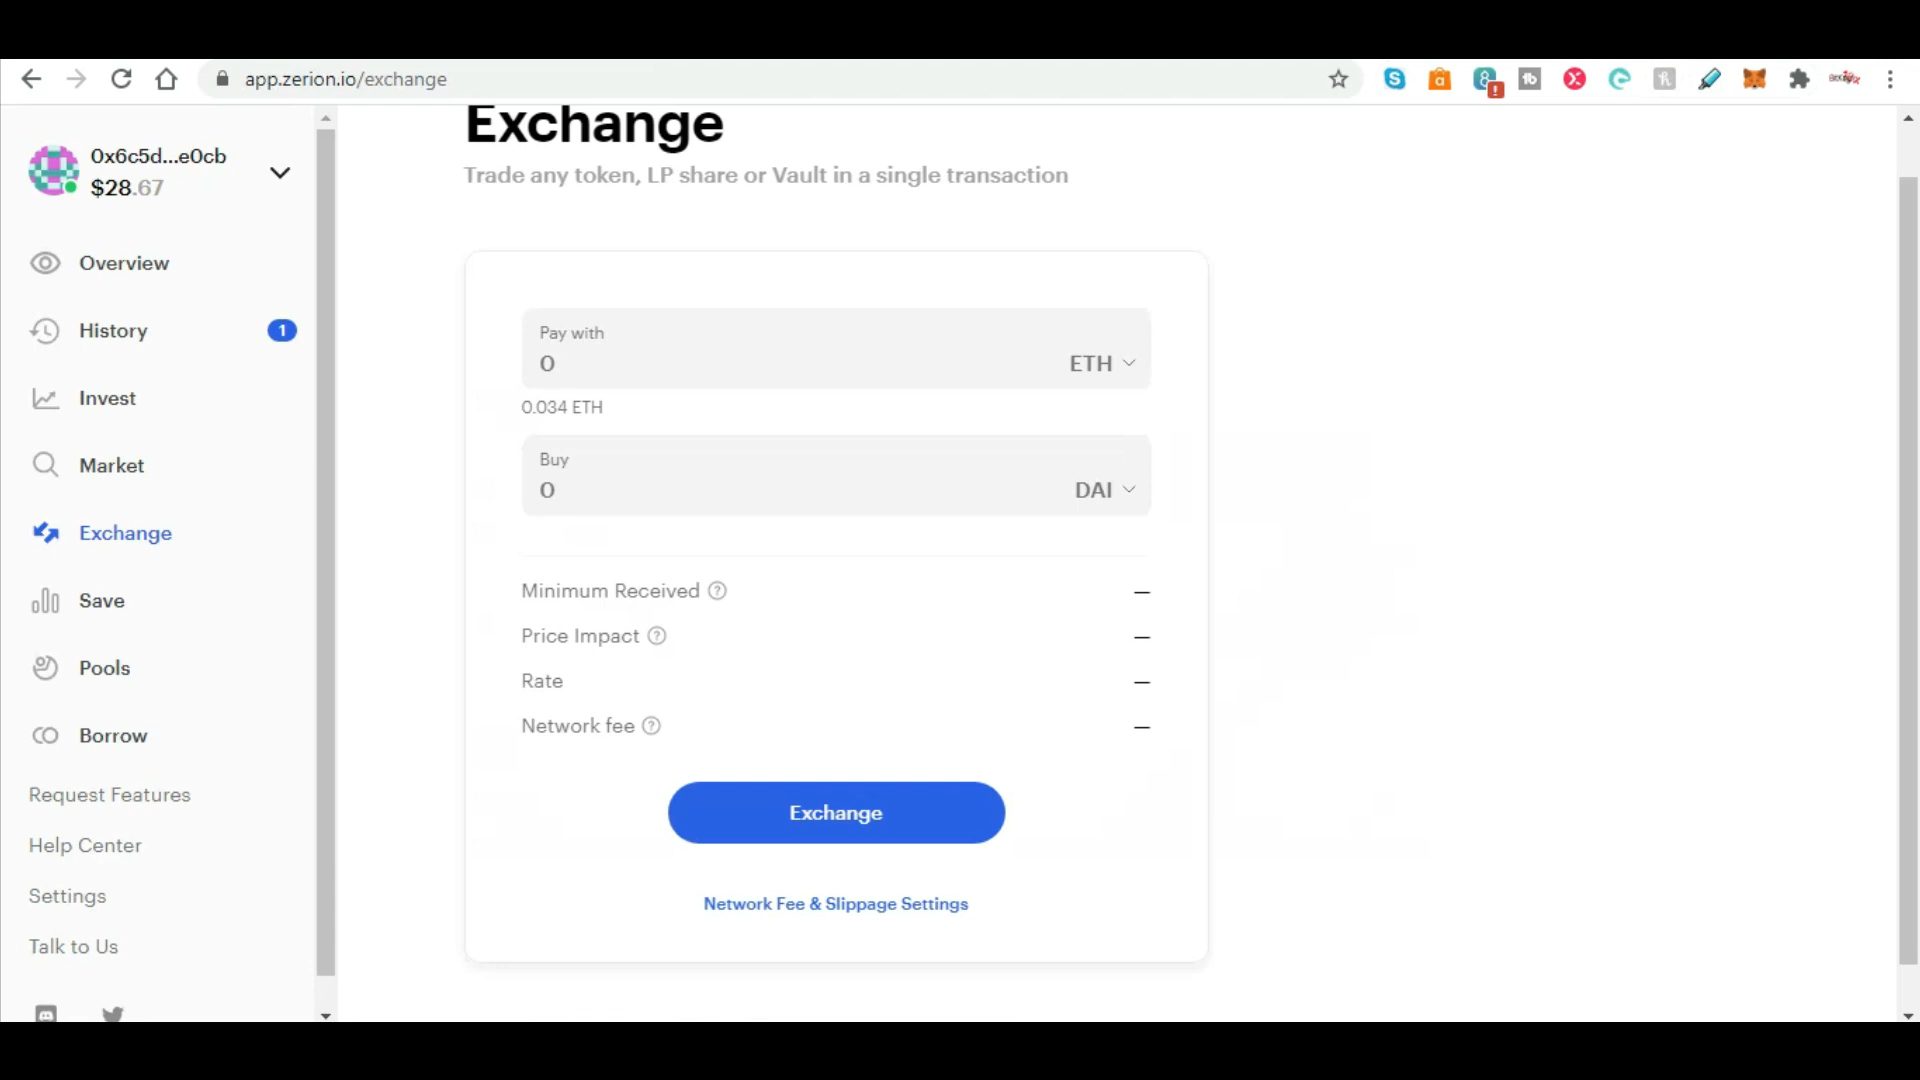 app.zerion.io/exchange
0x6c5d...e0cb
$28.67
Overview
History
1
Invest
Market
Exchange
Save
Pools
Borrow
Request Features
Help Center
Settings
Talk to Us
Exchange
Trade any token, LP share or Vault in a single transaction
Pay with
0
ETH
0.034 ETH
Buy
0
DAI
Minimum Received ?
–
Price Impact ?
–
Rate
–
Network fee ?
–
Exchange
Network Fee & Slippage Settings